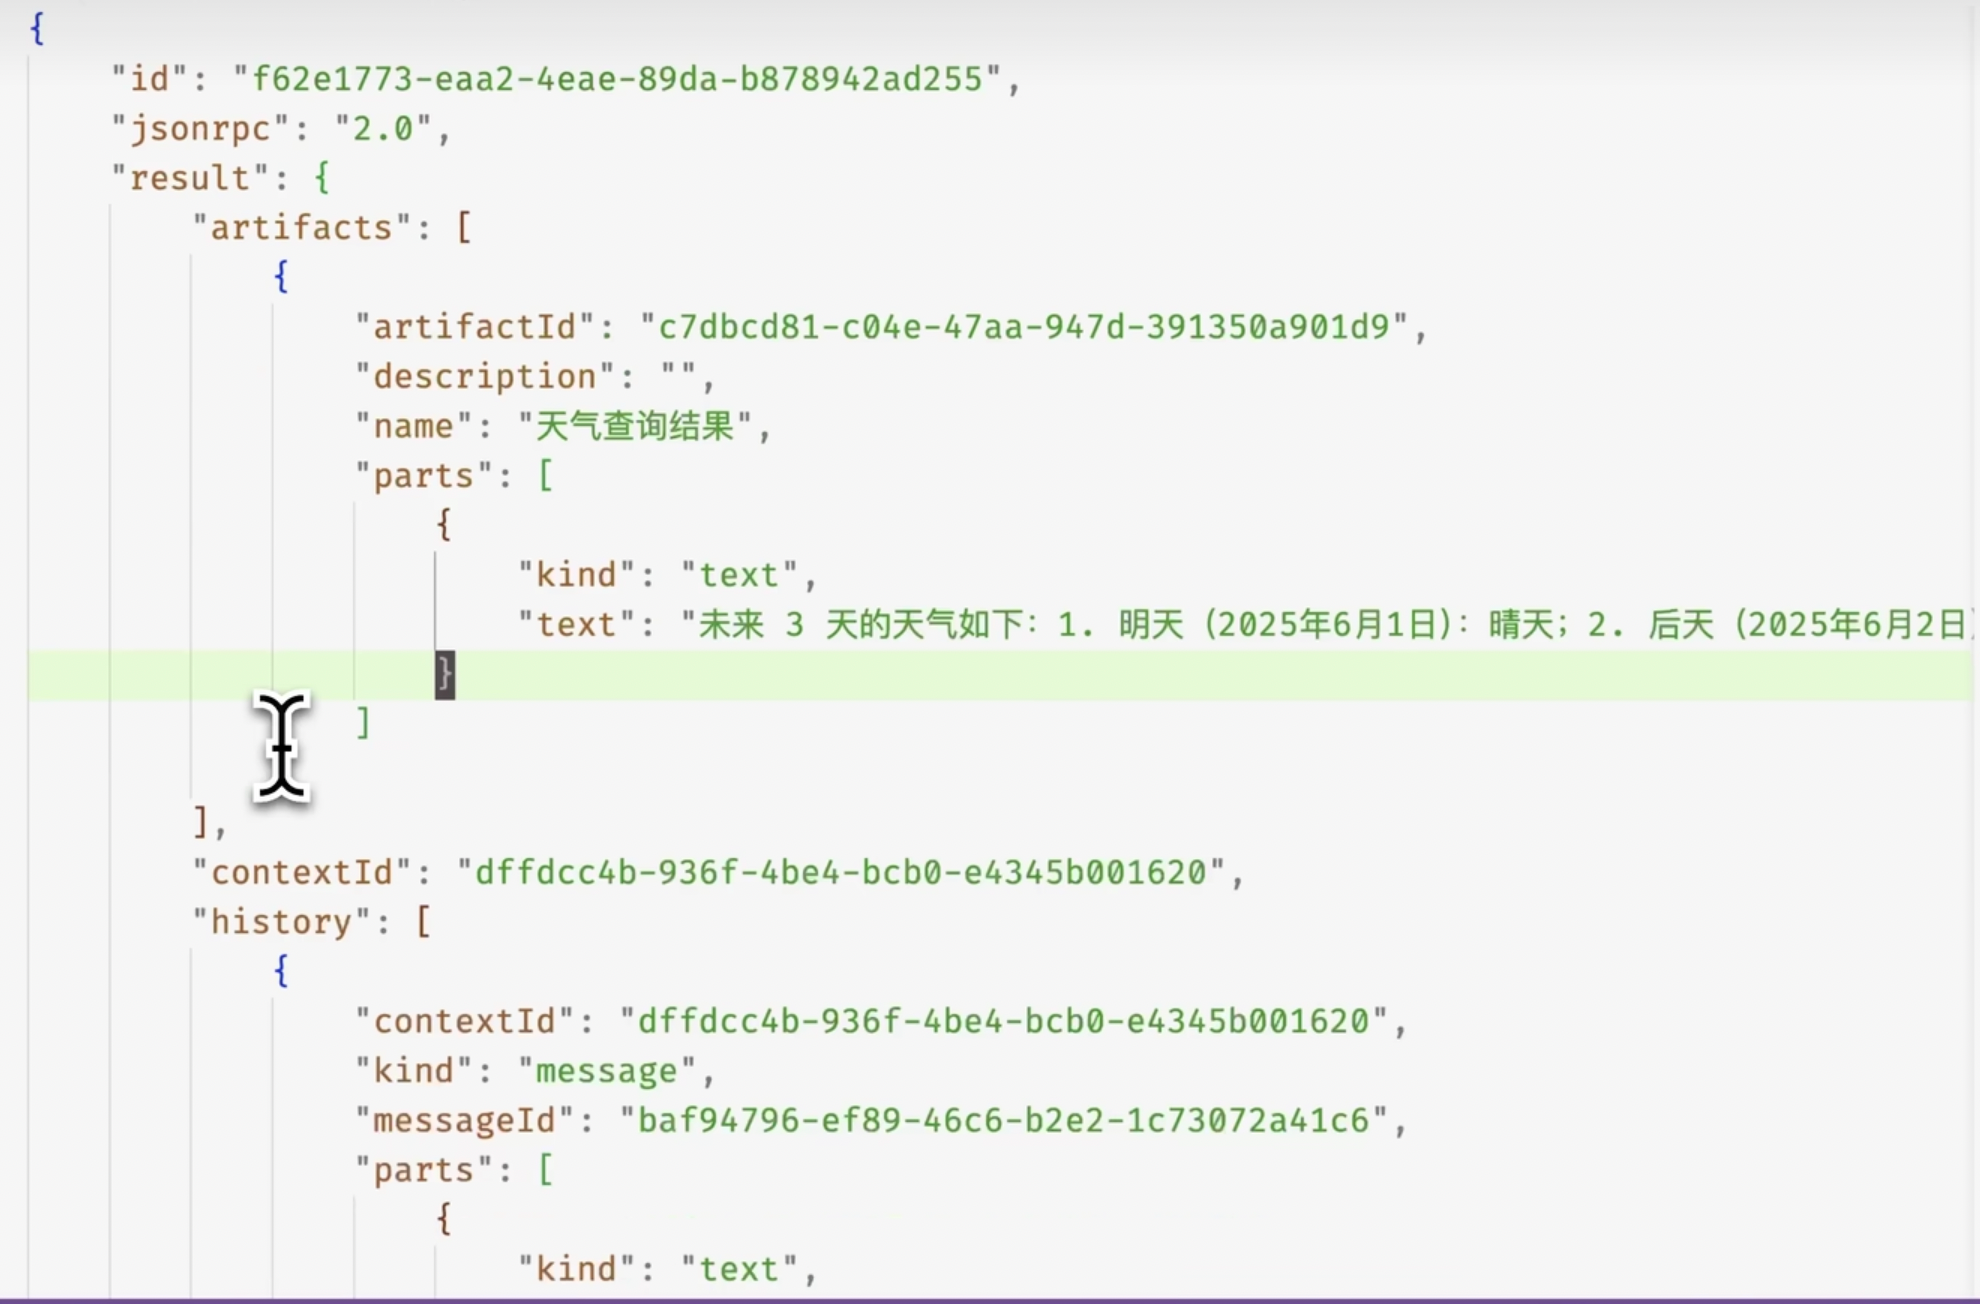 {
"id": "f62e1773-eaa2-4eae-89da-b878942ad255",
"jsonrpc": "2.0",
"result": {
"artifacts": [
{
"artifactId": "c7dbcd81-c04e-47aa-947d-391350a901d9",
"description": "",
"name": "天气查询结果",
"parts": [
{
"kind": "text",
"text": "未来 3 天的天气如下：1. 明天（2025年6月1日）：晴天；2. 后天（2025年6月2日）
}
]
],
"contextId": "dffdcc4b-936f-4be4-bcb0-e4345b001620",
"history": [
{
"contextId": "dffdcc4b-936f-4be4-bcb0-e4345b001620",
"kind": "message",
"messageId": "baf94796-ef89-46c6-b2e2-1c73072a41c6",
"parts": [
{
"kind": "text",